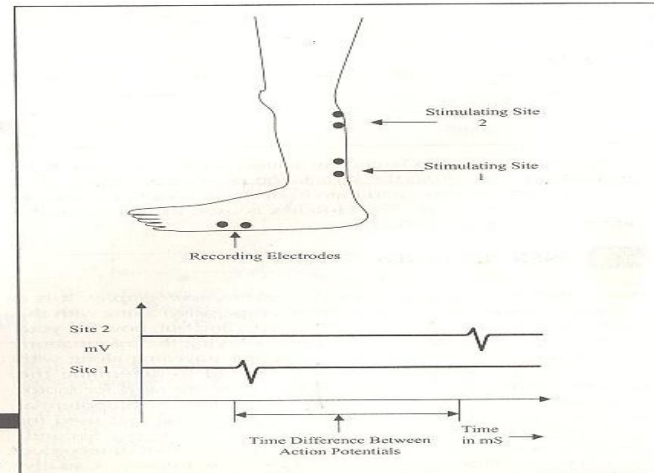 Stimulating Site
2
Stimulating Site
1
Recording Electrodes
Site 2
mV
Site 1
Time Difference Between
Action Potentials
Time
in mS